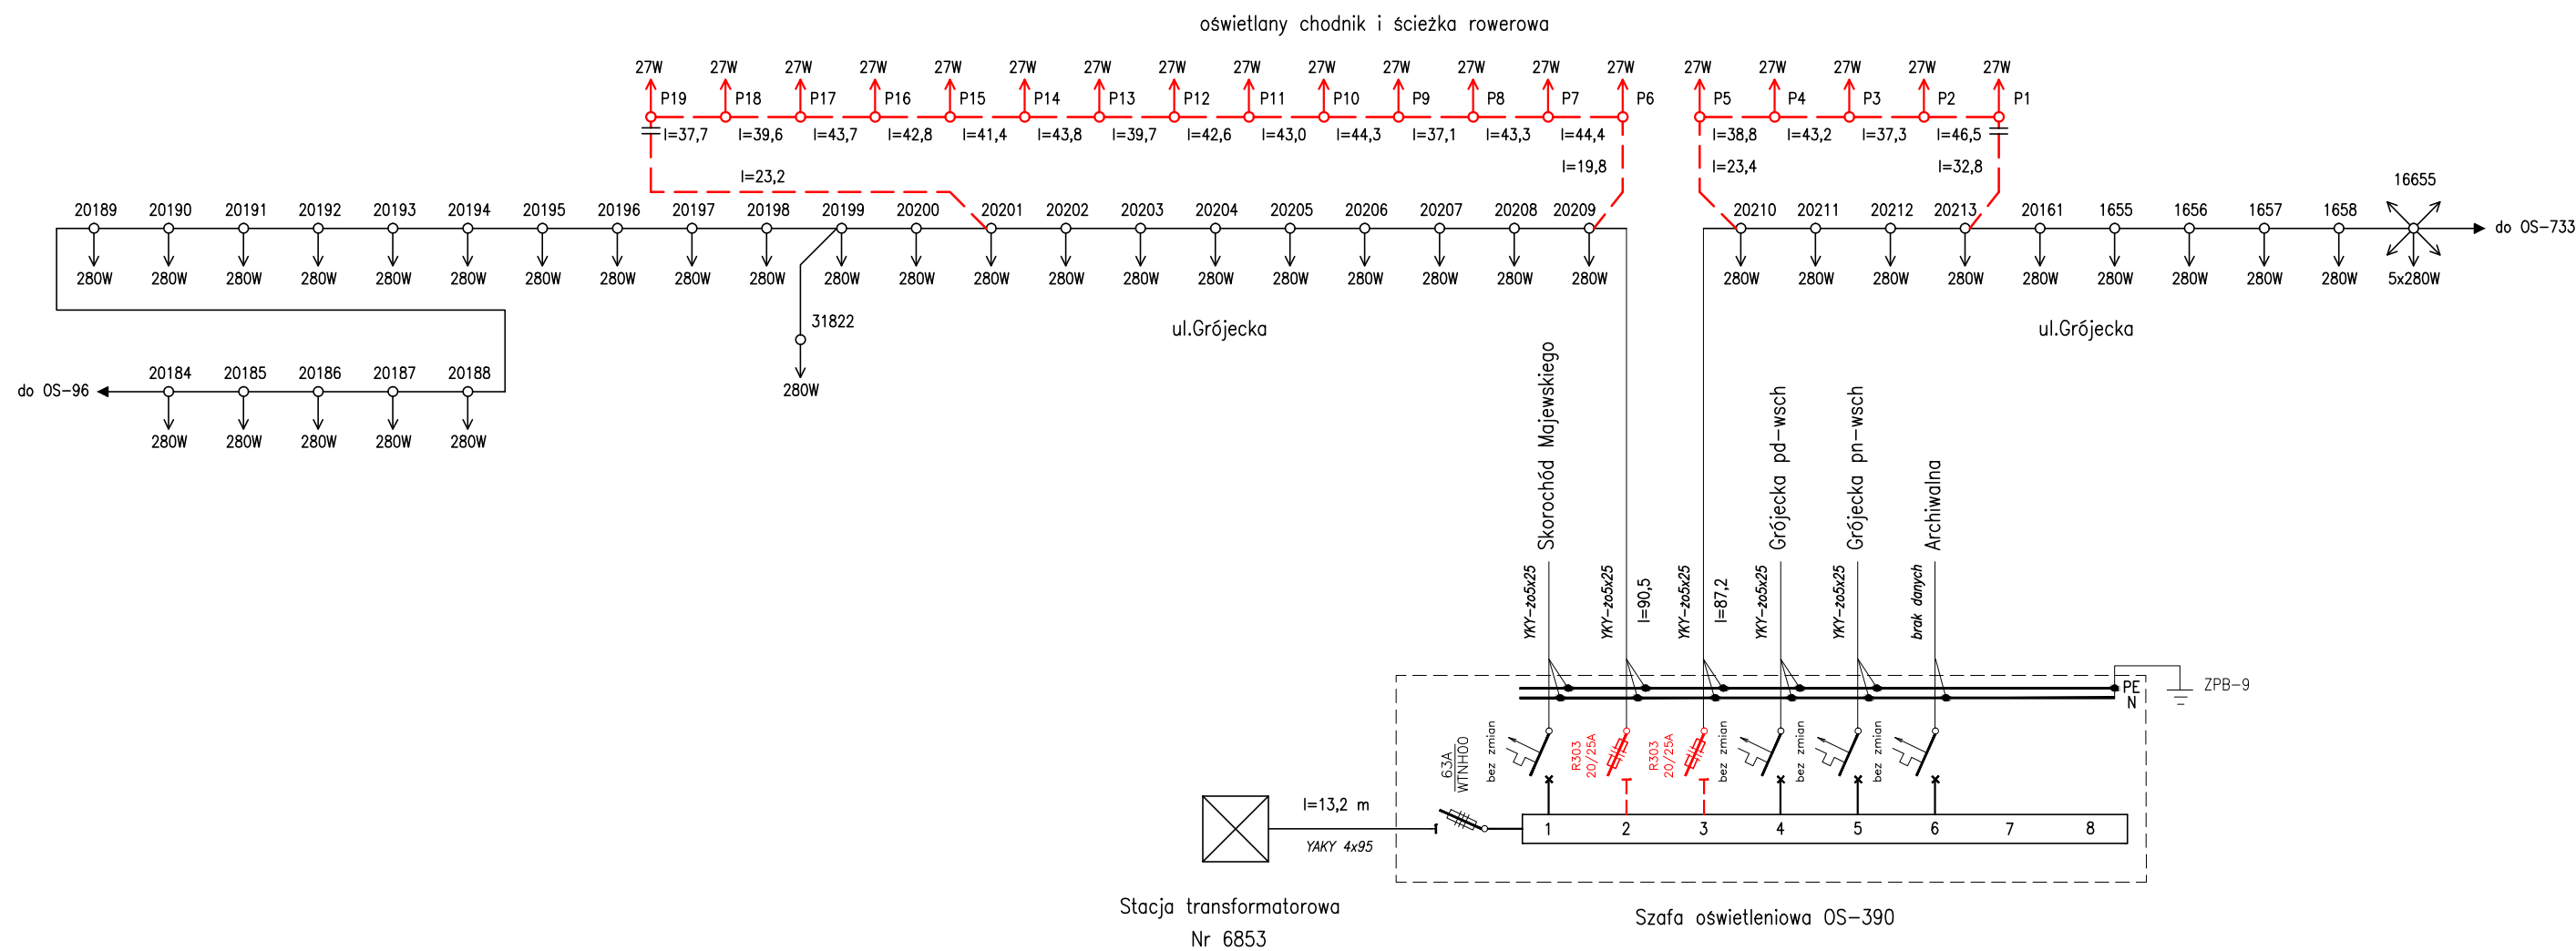 oświetlany chodnik i ścieżka rowerowa
27W 27W 27W 27W 27W 27W 27W 27W 27W 27W 27W 27W 27W 27W 27W 27W 27W 27W 27W
P19 P18 P17 P16 P15 P14 P13 P12 P11 P10 P9 P8 P7 P6 P5 P4 P3 P2 P1
l=37,7 l=39,6 l=43,7 l=42,8 l=41,4 l=43,8 l=39,7 l=42,6 l=43,0 l=44,3 l=37,1 l=43,3 l=44,4 l=38,8 l=43,2 l=37,3 l=46,5
l=23,2 l=19,8 l=23,4 l=32,8
16655
20189 20190 20191 20192 20193 20194 20195 20196 20197 20198 20199 20200 20201 20202 20203 20204 20205 20206 20207 20208 20209 20210 20211 20212 20213 20161 1655 1656 1657 1658
do OS-733
280W 280W 280W 280W 280W 280W 280W 280W 280W 280W 280W 280W 280W 280W 280W 280W 280W 280W 280W 280W 280W 280W 280W 280W 280W 280W 280W 280W 280W 280W 5x280W
31822
280W
ul.Grójecka ul.Grójecka
20184 20185 20186 20187 20188
do OS-96
280W 280W 280W 280W 280W
Skorochód Majewskiego
Grójecka pd-wsch
Grójecka pn-wsch
Archiwalna
YKY-żo5x25
YKY-żo5x25
l=90,5
YKY-żo5x25
l=87,2
YKY-żo5x25
YKY-żo5x25
brak danych
PE
N
ZPB-9
63A
WTNH00
bez zmian
R303
20/25A
R303
20/25A
bez zmian
bez zmian
bez zmian
l=13,2 m
YAKY 4x95
1 2 3 4 5 6 7 8
Stacja transformatorowa
Nr 6853
Szafa oświetleniowa OS-390